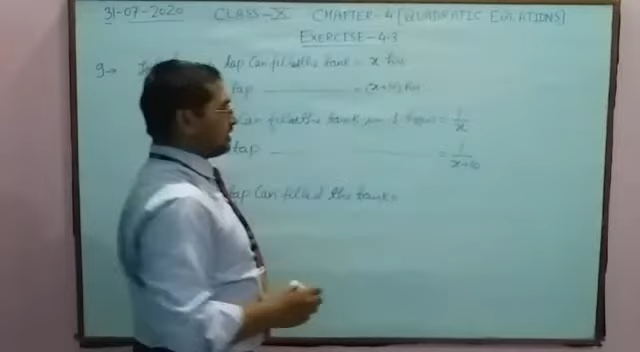 31-07-2020 CLASS-X CHAPTER-4 [QUADRATIC EQUATIONS]
EXERCISE-4.3
9→ tap Can fill the tank = x hrs
tap = (x+10) hrs
Can fill the tank in 1 hour = 1/x
tap = 1/x+10
tap Can filled the tank =